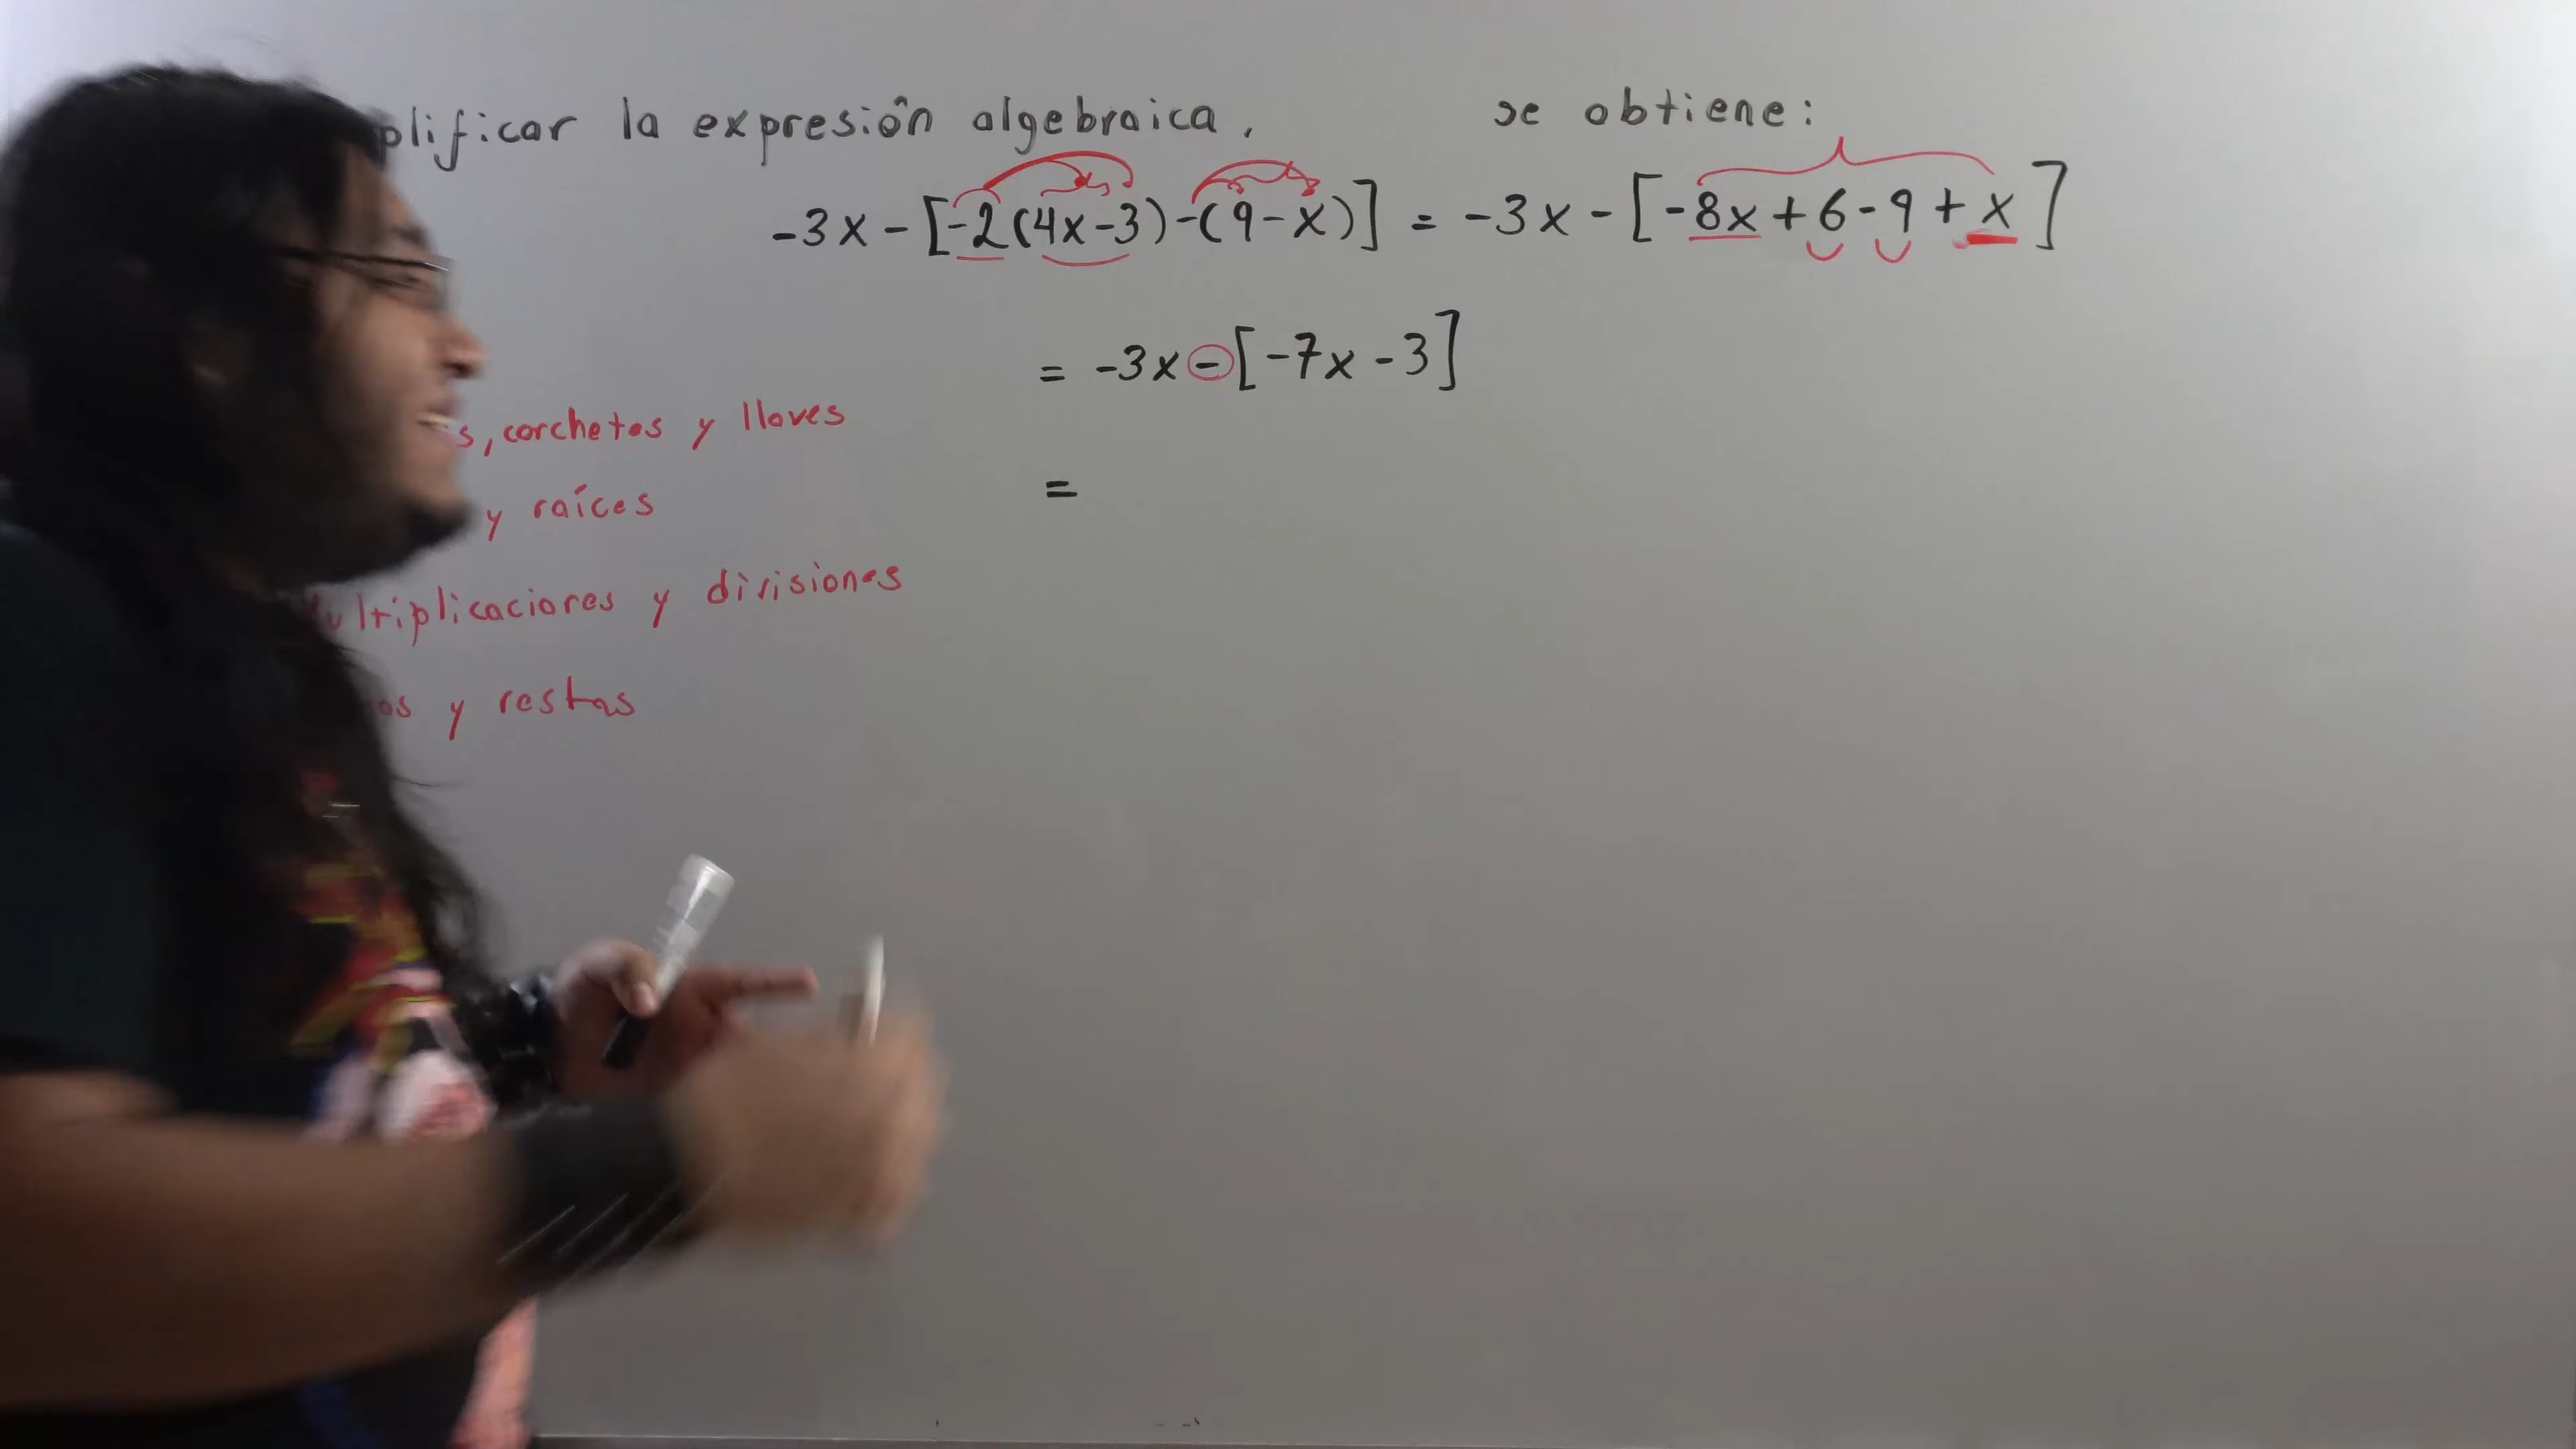 plificar la expresión algebraica, se obtiene:
-3x - [-2(4x-3)-(9-x)] = -3x - [-8x + 6 - 9 + x]
= -3x - [-7x - 3]
s, corchetes y llaves
=
y raíces
ultiplicaciones y divisiones
as y restas